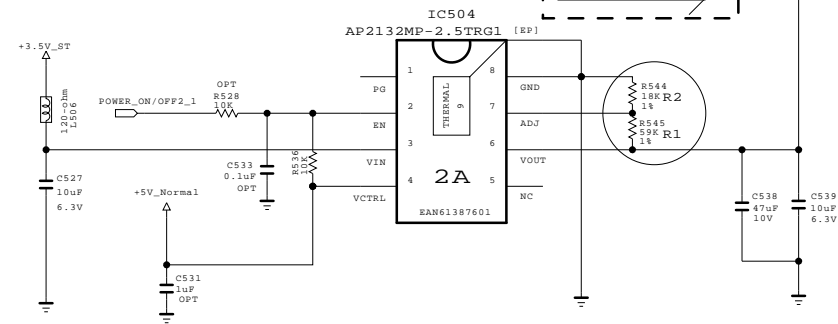 IC504
AP2132MP-2.5TRG1 [EP]
+3.5V_ST
120-ohm
L506
C527
10uF
6.3V
POWER_ON/OFF2_1
OPT
R528
10K
C533
0.1uF
OPT
R536
10K
+5V_Normal
C531
1uF
OPT
1
PG
2
EN
3
VIN
4
VCTRL
THERMAL
9
2A
EAN61387601
8
GND
7
ADJ
6
VOUT
5
NC
R544
18K R2
1%
R545
59K R1
1%
C538
47uF
10V
C539
10uF
6.3V